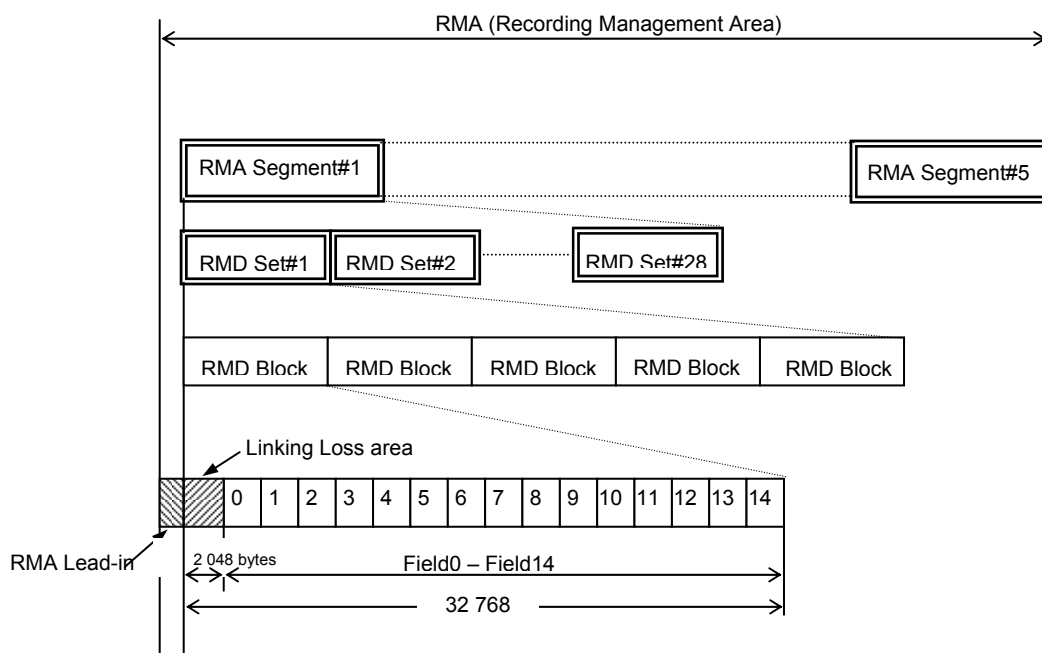 RMA (Recording Management Area)
RMA Segment#1
RMA Segment#5
RMD Set#1
RMD Set#2
RMD Set#28
RMD Block
RMD Block
RMD Block
RMD Block
RMD Block
Linking Loss area
0 1 2 3 4 5 6 7 8 9 10 11 12 13 14
RMA Lead-in
2 048 bytes
Field0 – Field14
32 768